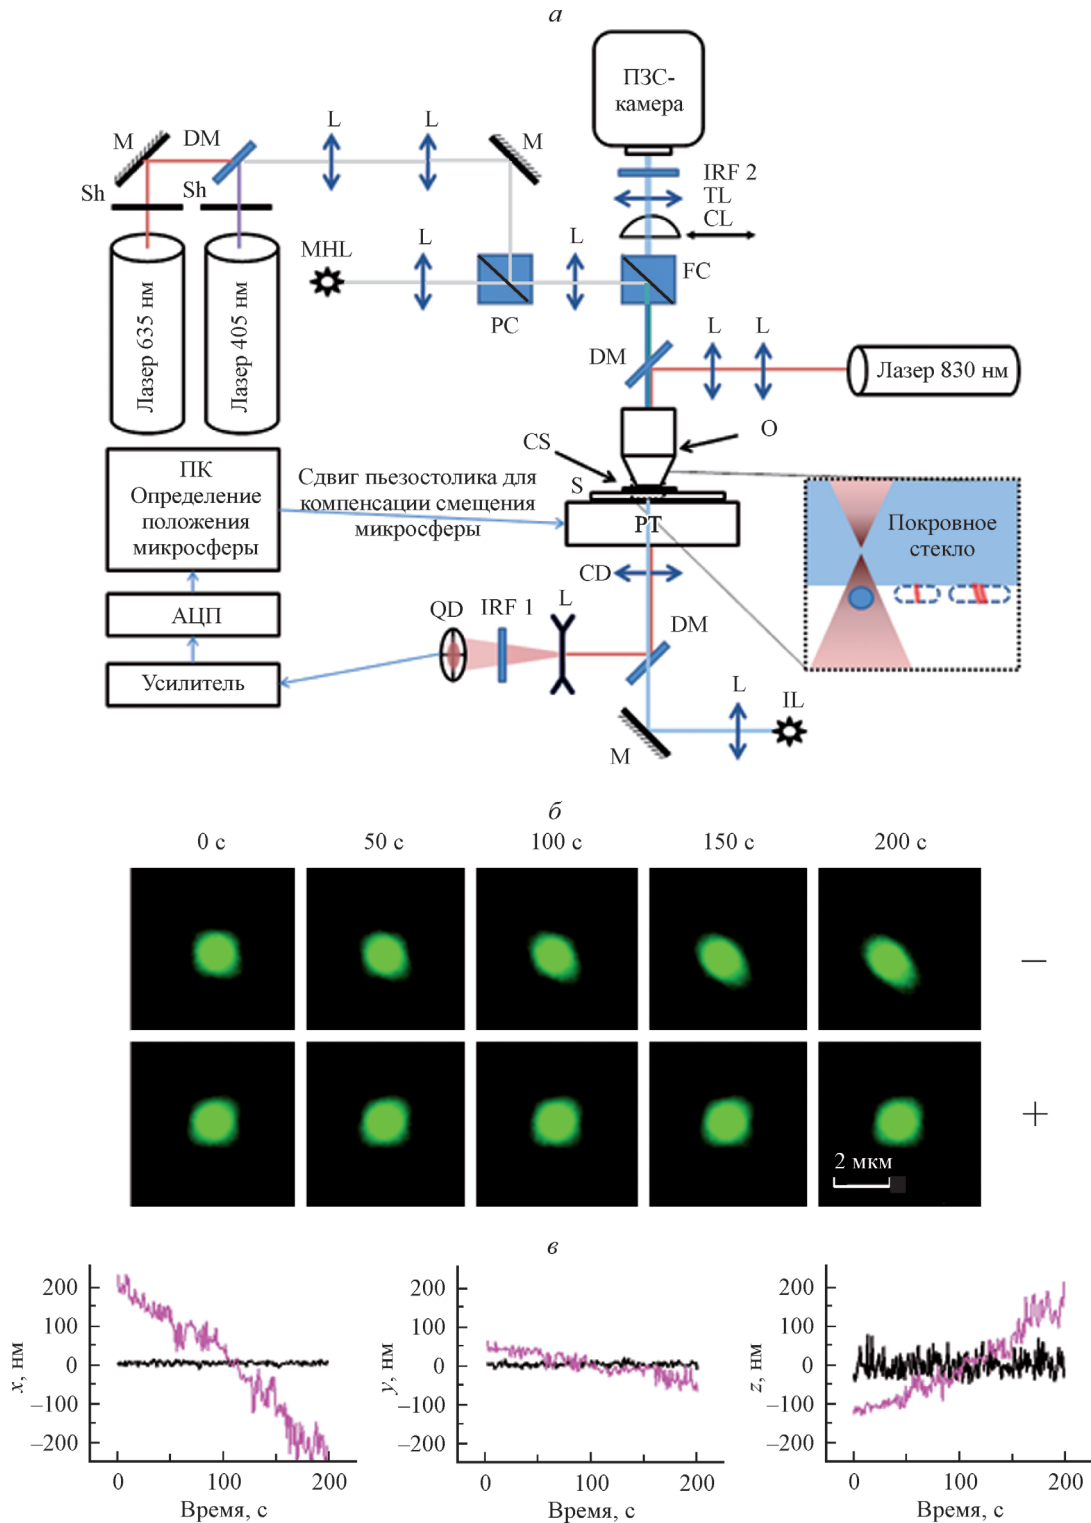 а
ПЗС-
камера
L
L
M
DM
M
IRF 2
TL
CL
Sh
Sh
MHL
L
L
FC
PC
Лазер 635 нм
Лазер 405 нм
L
L
DM
Лазер 830 нм
O
CS
S
PT
ПК
Определение
положения
микросферы
Сдвиг пьезостолика для
компенсации смещения
микросферы
Покровное
стекло
CD
АЦП
QD
IRF 1
L
DM
Усилитель
L
IL
M
б
0 с
50 с
100 с
150 с
200 с
–
+
2 мкм
в
200
100
0
–100
–200
x, нм
0
100
200
Время, с
200
100
0
–100
–200
y, нм
0
100
200
Время, с
200
100
0
–100
–200
z, нм
0
100
200
Время, с